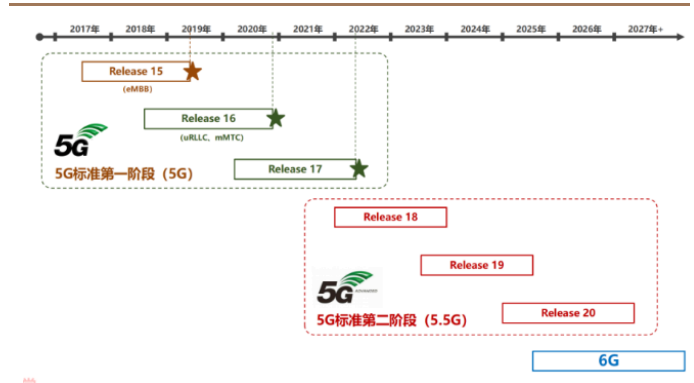 2017年 2018年 2019年 2020年 2021年 2022年 2023年 2024年 2025年 2026年 2027年+
Release 15
(eMBB)
Release 16
(uRLLC、mMTC)
5G
Release 17
5G标准第一阶段（5G）
Release 18
Release 19
5G
Release 20
5G标准第二阶段（5.5G）
6G